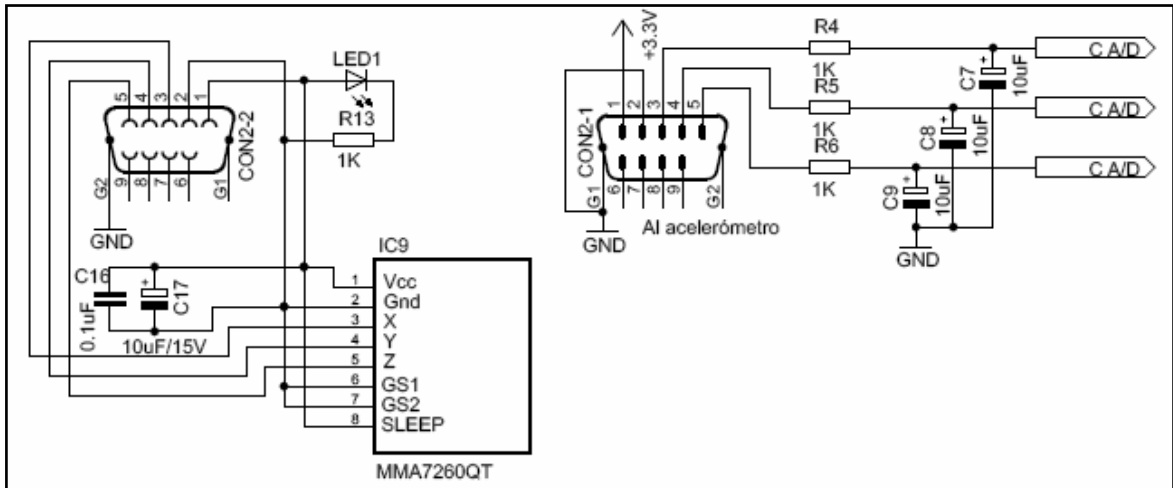 LED1
R13
1K
5 4 3 2 1
CON2-2
G2 9 8 7 6 G1
GND
C16
0.1uF
+
C17
10uF/15V
IC9
1 Vcc
2 Gnd
3 X
4 Y
5 Z
6 GS1
7 GS2
8 SLEEP
MMA7260QT
+3.3V
1 2 3 4 5
CON2-1
G1 6 7 8 9 G2
GND
Al acelerómetro
R4
1K
R5
1K
R6
1K
+
C7
10uF
+
C8
10uF
+
C9
10uF
GND
C A/D
C A/D
C A/D